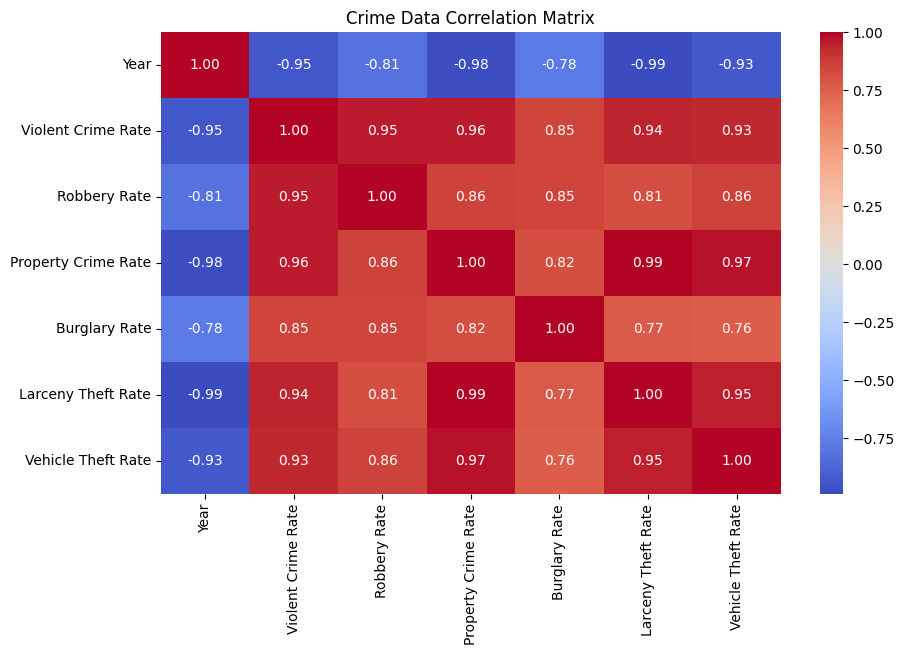 Crime Data Correlation Matrix
Year 1.00 -0.95 -0.81 -0.98 -0.78 -0.99 -0.93
Violent Crime Rate -0.95 1.00 0.95 0.96 0.85 0.94 0.93
Robbery Rate -0.81 0.95 1.00 0.86 0.85 0.81 0.86
Property Crime Rate -0.98 0.96 0.86 1.00 0.82 0.99 0.97
Burglary Rate -0.78 0.85 0.85 0.82 1.00 0.77 0.76
Larceny Theft Rate -0.99 0.94 0.81 0.99 0.77 1.00 0.95
Vehicle Theft Rate -0.93 0.93 0.86 0.97 0.76 0.95 1.00
Year
Violent Crime Rate
Robbery Rate
Property Crime Rate
Burglary Rate
Larceny Theft Rate
Vehicle Theft Rate
1.00
0.75
0.50
0.25
0.00
−0.25
−0.50
−0.75